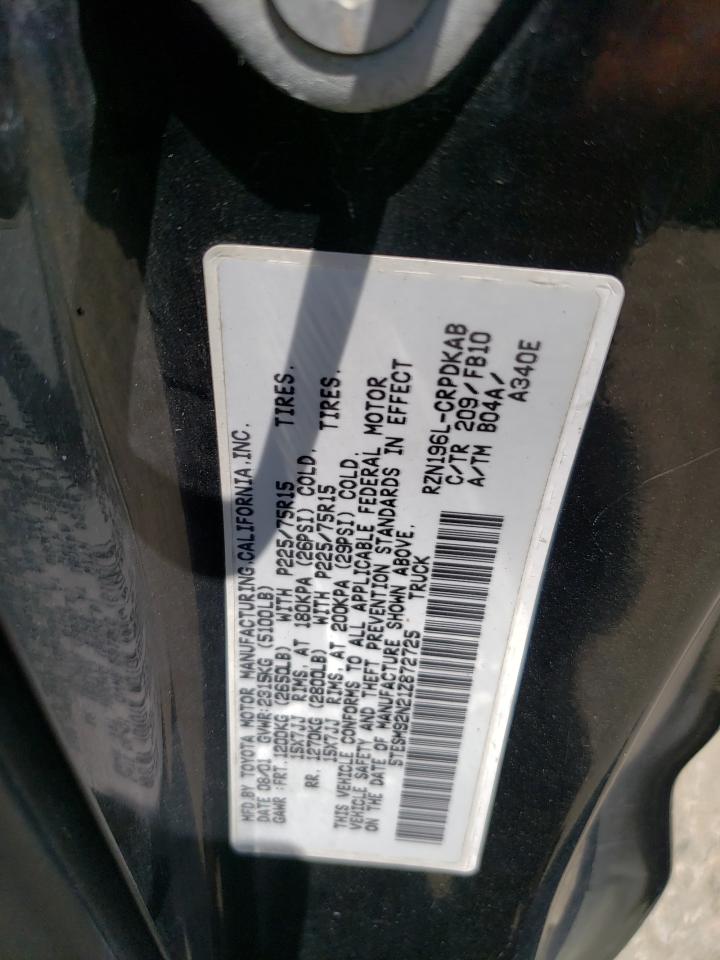 MFD.BY TOYOTA MOTOR MANUFACTURING,CALIFORNIA,INC.
DATE 08/01 GVWR:2315KG (5100LB)
GAWR :FRT.1200KG (2650LB) WITH P225/75R15 TIRES.
15X7JJ RIMS, AT 180KPA (26PSI) COLD.
RR. 1270KG (2800LB) WITH P225/75R15 TIRES.
15X7JJ RIMS, AT 200KPA (29PSI) COLD.
THIS VEHICLE CONFORMS TO ALL APPLICABLE FEDERAL MOTOR
VEHICLE SAFETY AND THEFT PREVENTION STANDARDS IN EFFECT
ON THE DATE OF MANUFACTURE SHOWN ABOVE.
5TESM92N21Z872725 TRUCK
RZN196L-CRPDKAB
C/TR 209/FB10
A/TM B04A/
A340E